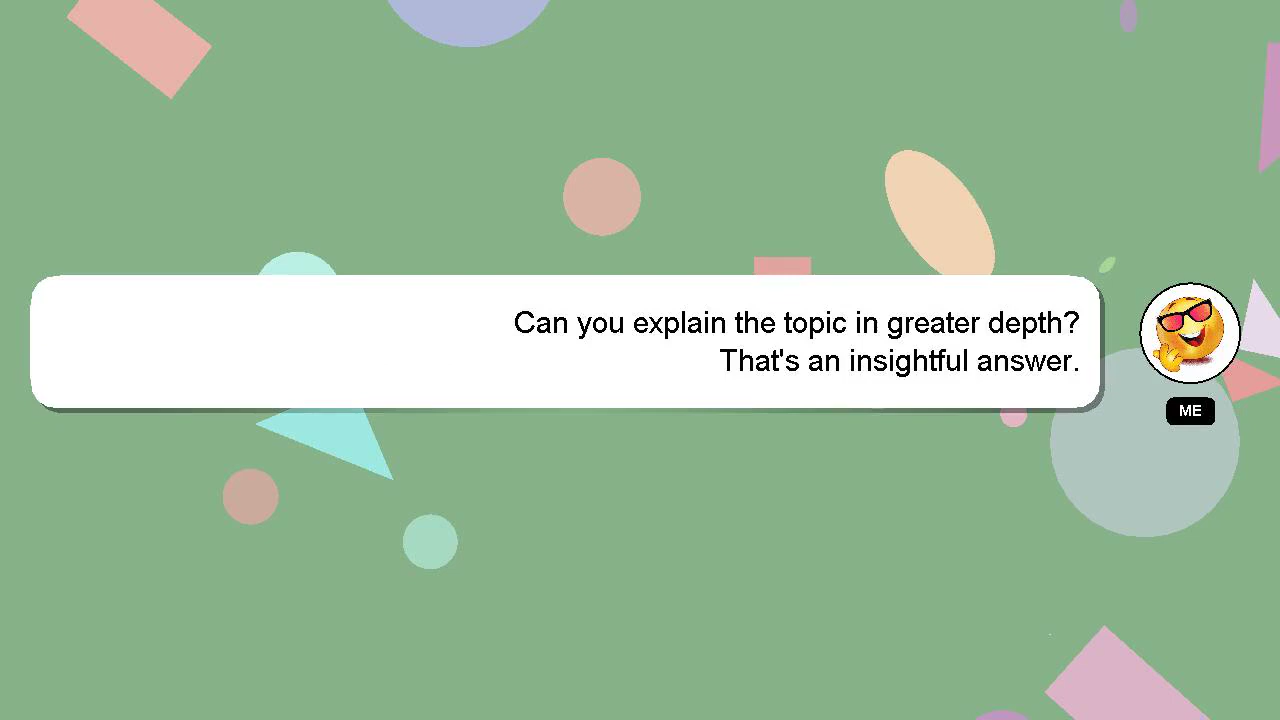 Can you explain the topic in greater depth?
That's an insightful answer.
ME